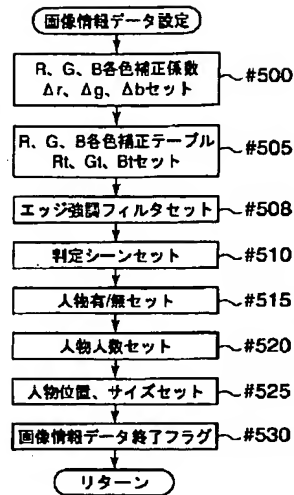 画像情報データ設定
R、G、B各色補正係数
Δr、Δg、Δbセット
#500
R、G、B各色補正テーブル
Rt、Gt、Btセット
#505
エッジ強調フィルタセット
#508
判定シーンセット
#510
人物有/無セット
#515
人物人数セット
#520
人物位置、サイズセット
#525
画像情報データ終了フラグ
#530
リターン